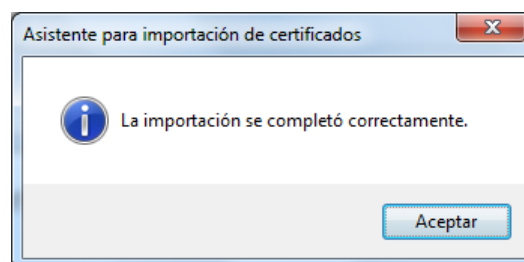 Asistente para importación de certificados
La importación se completó correctamente.
Aceptar